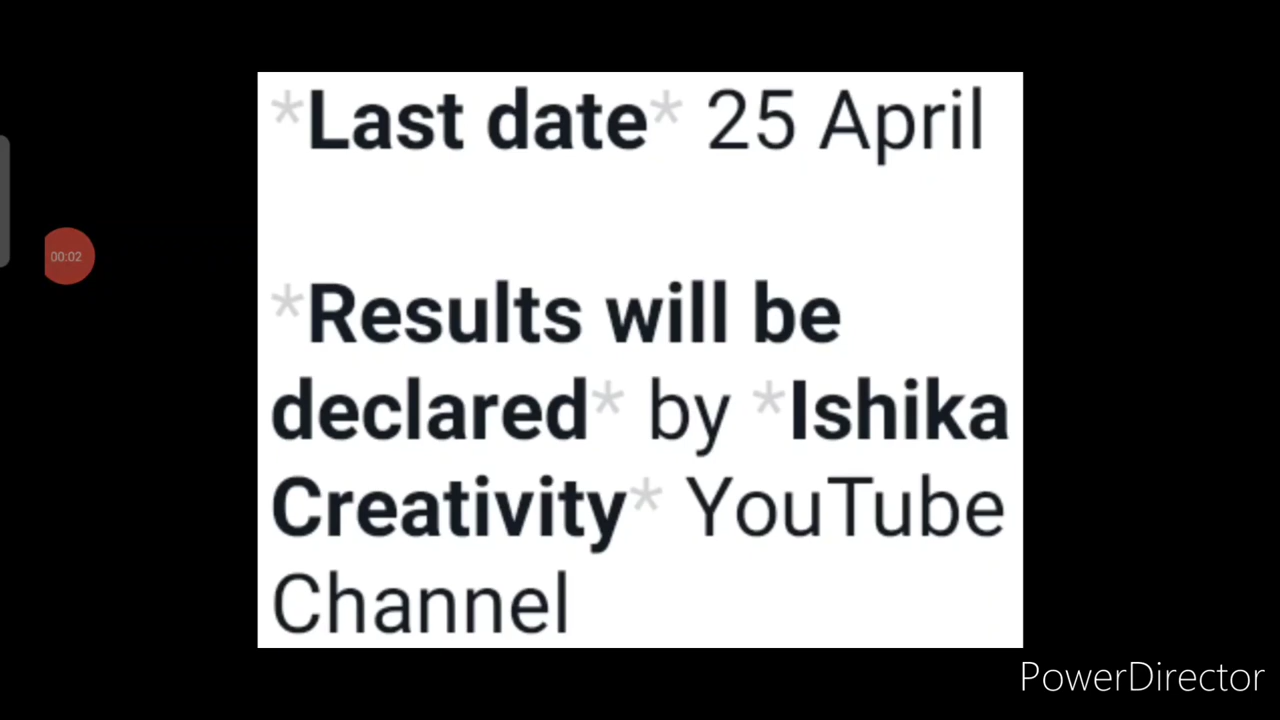 *Last date* 25 April
00:02
*Results will be
declared* by *Ishika
Creativity* YouTube
Channel
PowerDirector